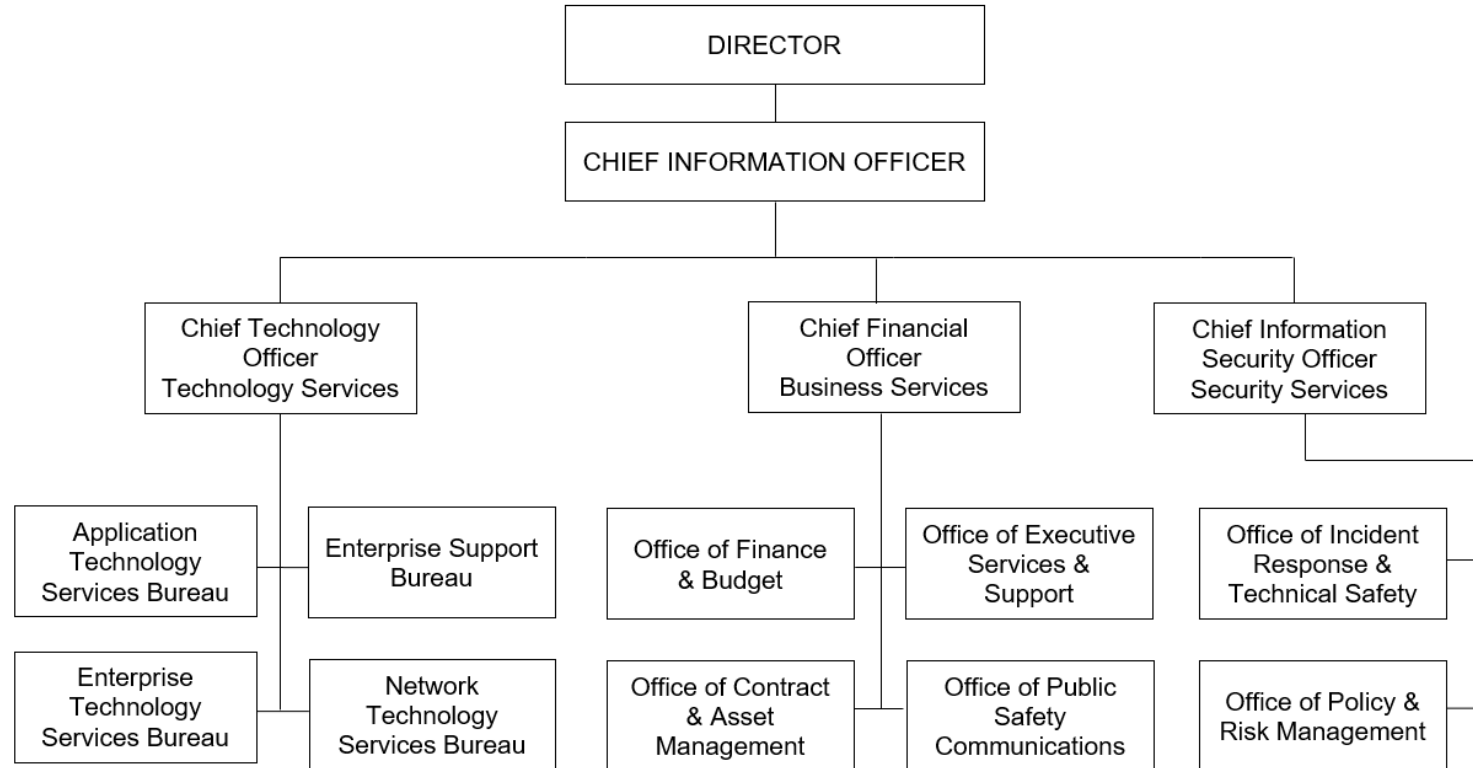 DIRECTOR
CHIEF INFORMATION OFFICER
Chief Technology
Officer
Technology Services
Chief Financial
Officer
Business Services
Chief Information
Security Officer
Security Services
Application
Technology
Services Bureau
Enterprise Support
Bureau
Office of Finance
& Budget
Office of Executive
Services &
Support
Office of Incident
Response &
Technical Safety
Enterprise
Technology
Services Bureau
Network
Technology
Services Bureau
Office of Contract
& Asset
Management
Office of Public
Safety
Communications
Office of Policy &
Risk Management